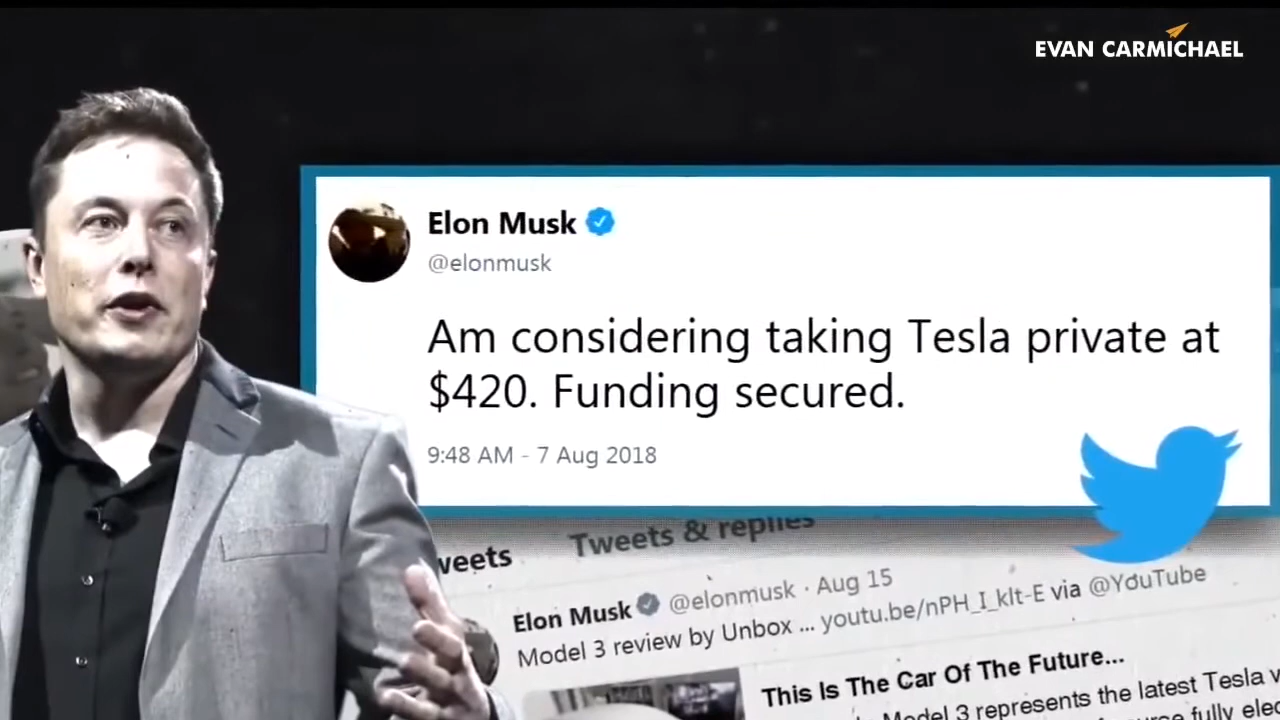 EVAN CARMICHAEL
Elon Musk
@elonmusk
Am considering taking Tesla private at
$420. Funding secured.
9:48 AM - 7 Aug 2018
Tweets & replies
Elon Musk @elonmusk · Aug 15
Model 3 review by Unbox ... youtu.be/nPH_I_kIt-E via @YouTube
This Is The Car Of The Future...
Model 3 represents the latest Tesla
fully